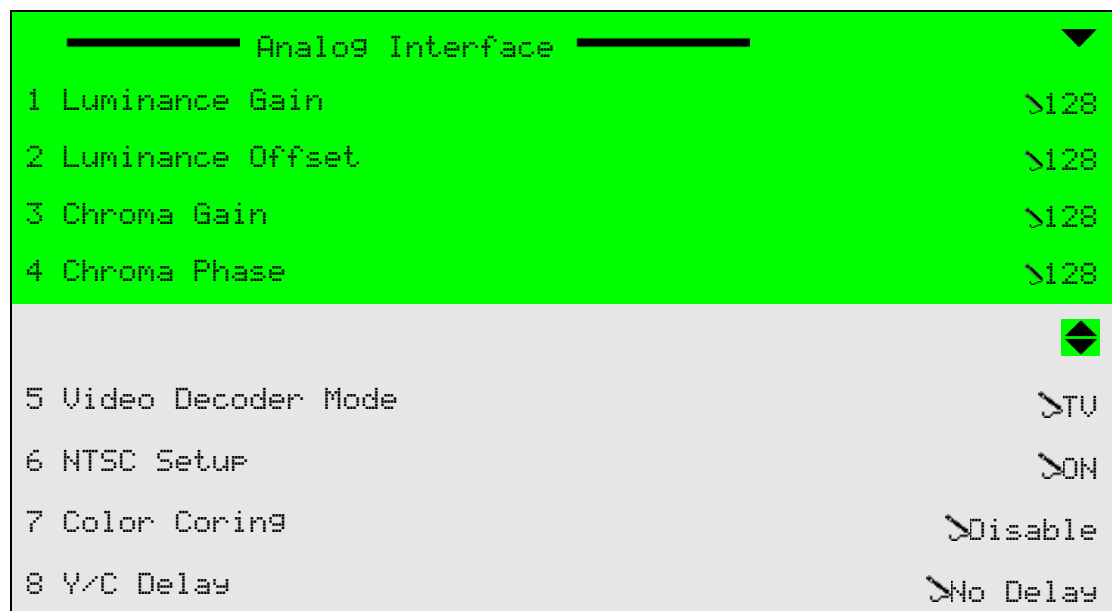 Analog Interface
1 Luminance Gain 128
2 Luminance Offset 128
3 Chroma Gain 128
4 Chroma Phase 128
5 Video Decoder Mode TV
6 NTSC Setup ON
7 Color Coring Disable
8 Y/C Delay No Delay